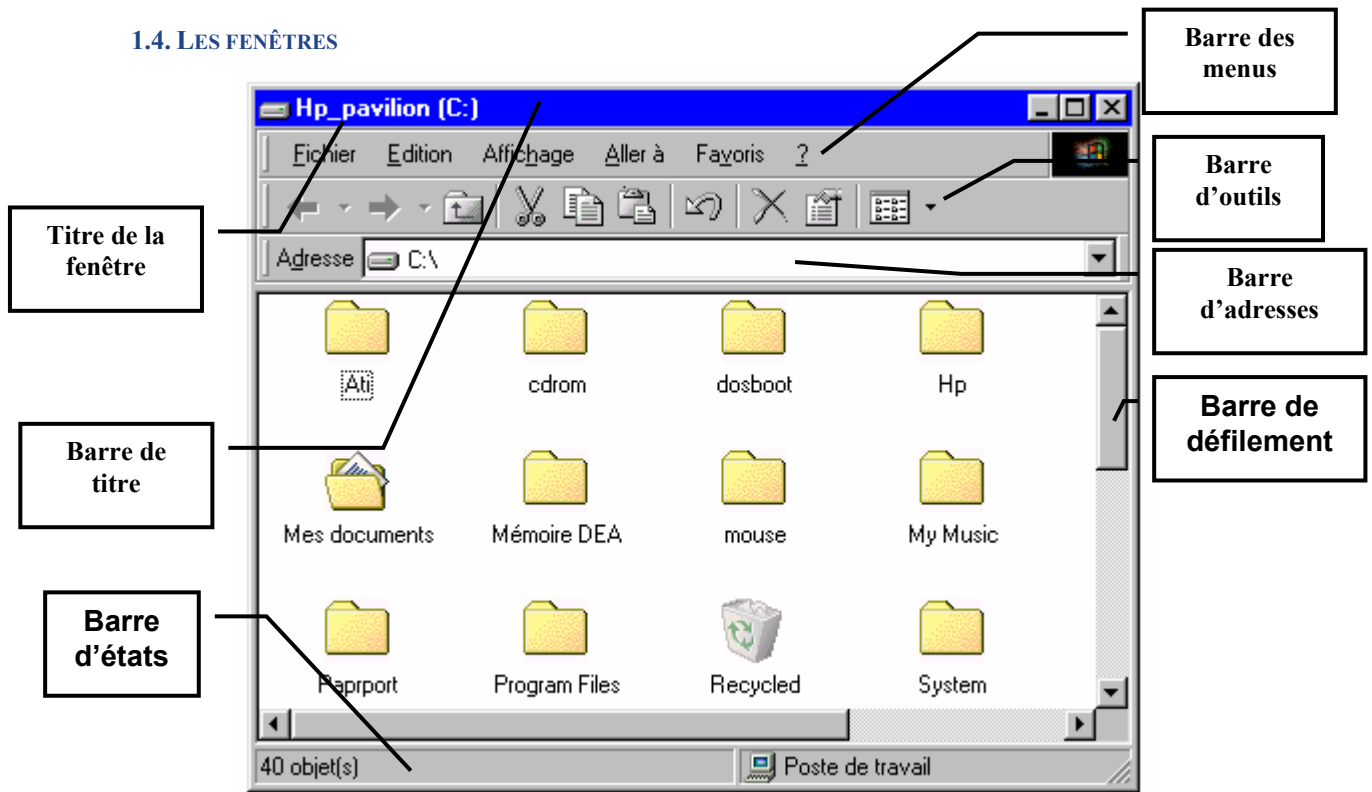 1.4. LES FENÊTRES
Barre des
menus
Hp_pavilion (C:)
Fichier Edition Affichage Aller à Favoris ?
Barre
d'outils
Titre de la
fenêtre
Adresse C:\
Barre
d'adresses
Ati cdrom dosboot Hp
Barre de
défilement
Barre de
titre
Mes documents Mémoire DEA mouse My Music
Barre
d'états
Paprport Program Files Recycled System
40 objet(s) Poste de travail